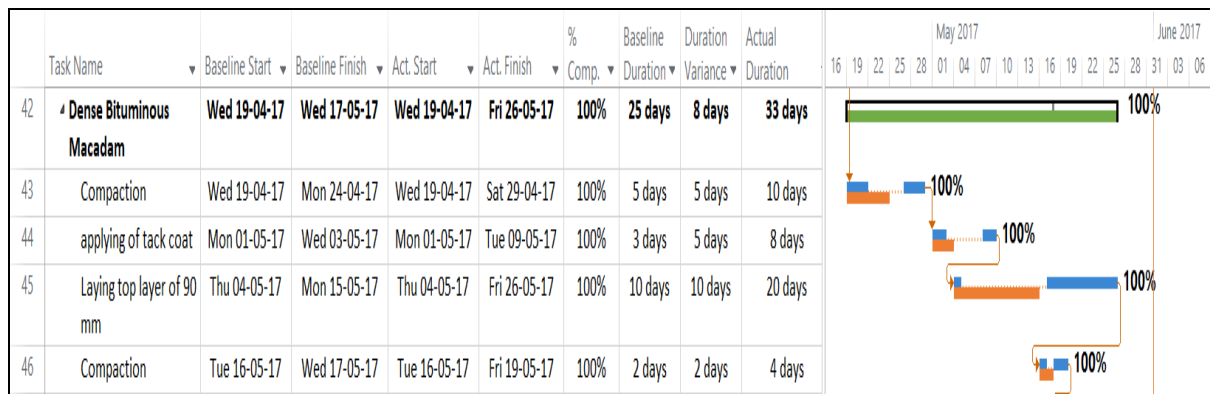 Task Name Baseline Start Baseline Finish Act. Start Act. Finish % Comp. Baseline Duration Duration Variance Actual Duration
May 2017 June 2017
16 19 22 25 28 01 04 07 10 13 16 19 22 25 28 31 03 06
42 Dense Bituminous Macadam Wed 19-04-17 Wed 17-05-17 Wed 19-04-17 Fri 26-05-17 100% 25 days 8 days 33 days 100%
43 Compaction Wed 19-04-17 Mon 24-04-17 Wed 19-04-17 Sat 29-04-17 100% 5 days 5 days 10 days 100%
44 applying of tack coat Mon 01-05-17 Wed 03-05-17 Mon 01-05-17 Tue 09-05-17 100% 3 days 5 days 8 days 100%
45 Laying top layer of 90 mm Thu 04-05-17 Mon 15-05-17 Thu 04-05-17 Fri 26-05-17 100% 10 days 10 days 20 days 100%
46 Compaction Tue 16-05-17 Wed 17-05-17 Tue 16-05-17 Fri 19-05-17 100% 2 days 2 days 4 days 100%